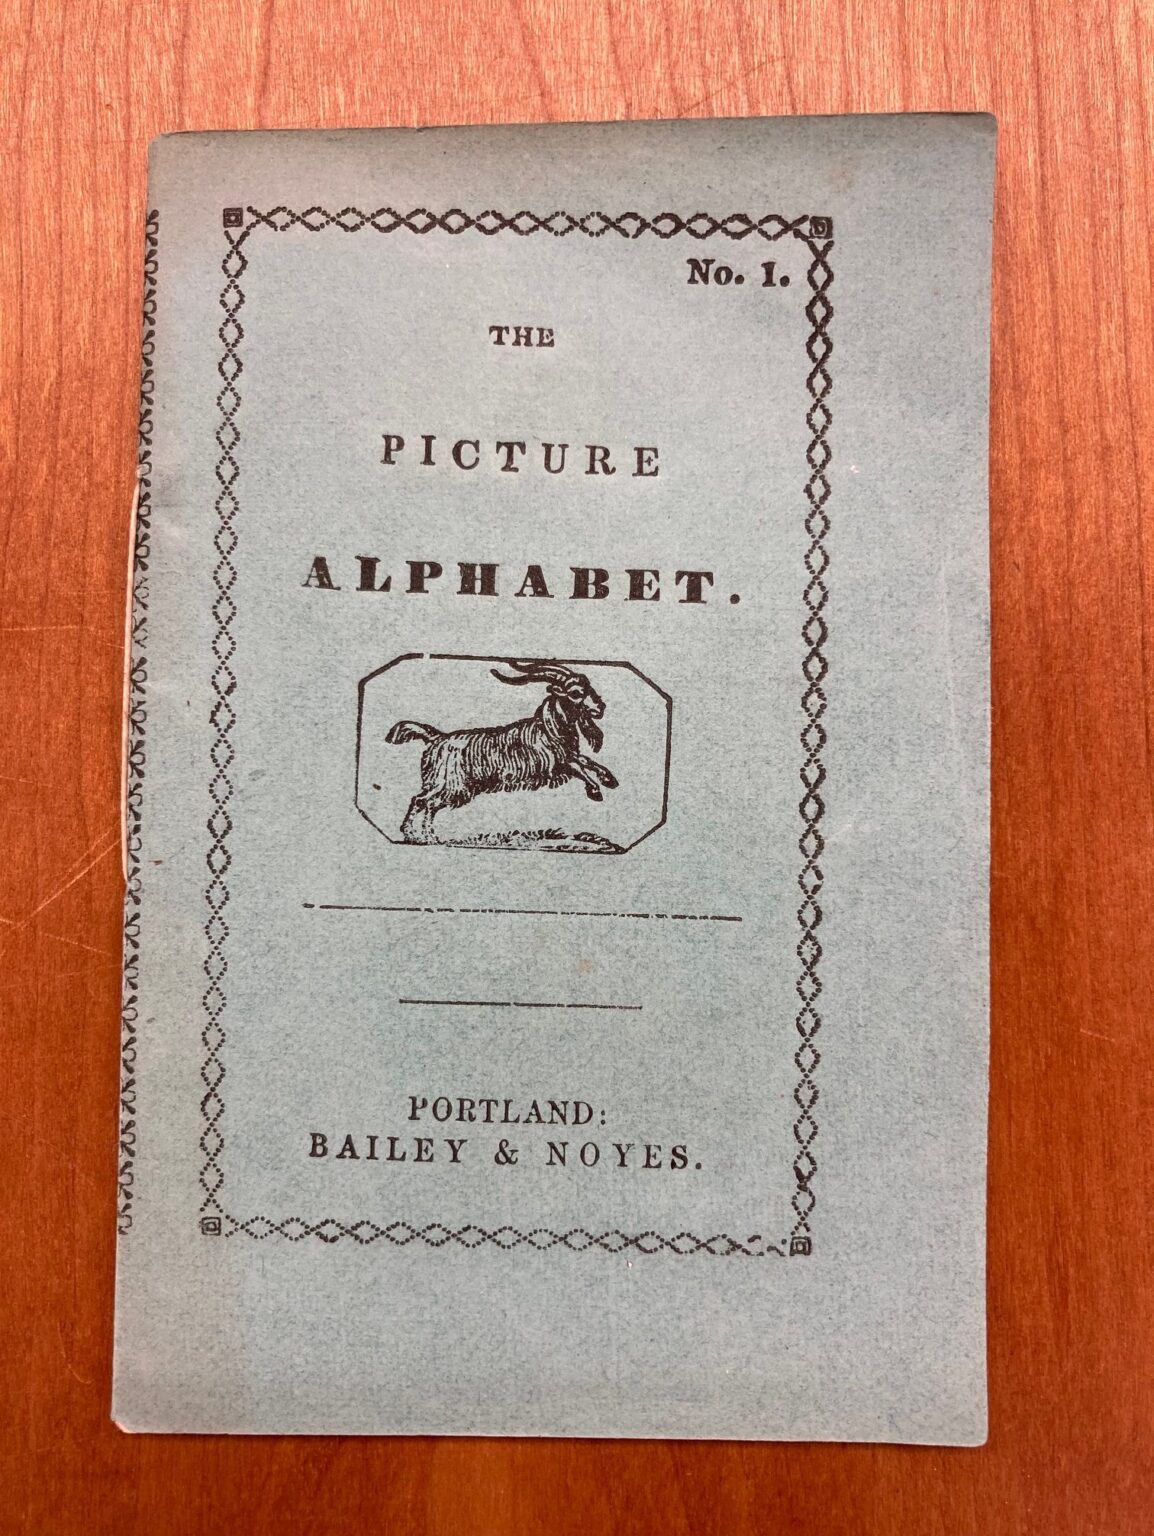 No. 1.
THE
PICTURE
ALPHABET.
PORTLAND:
BAILEY & NOYES.